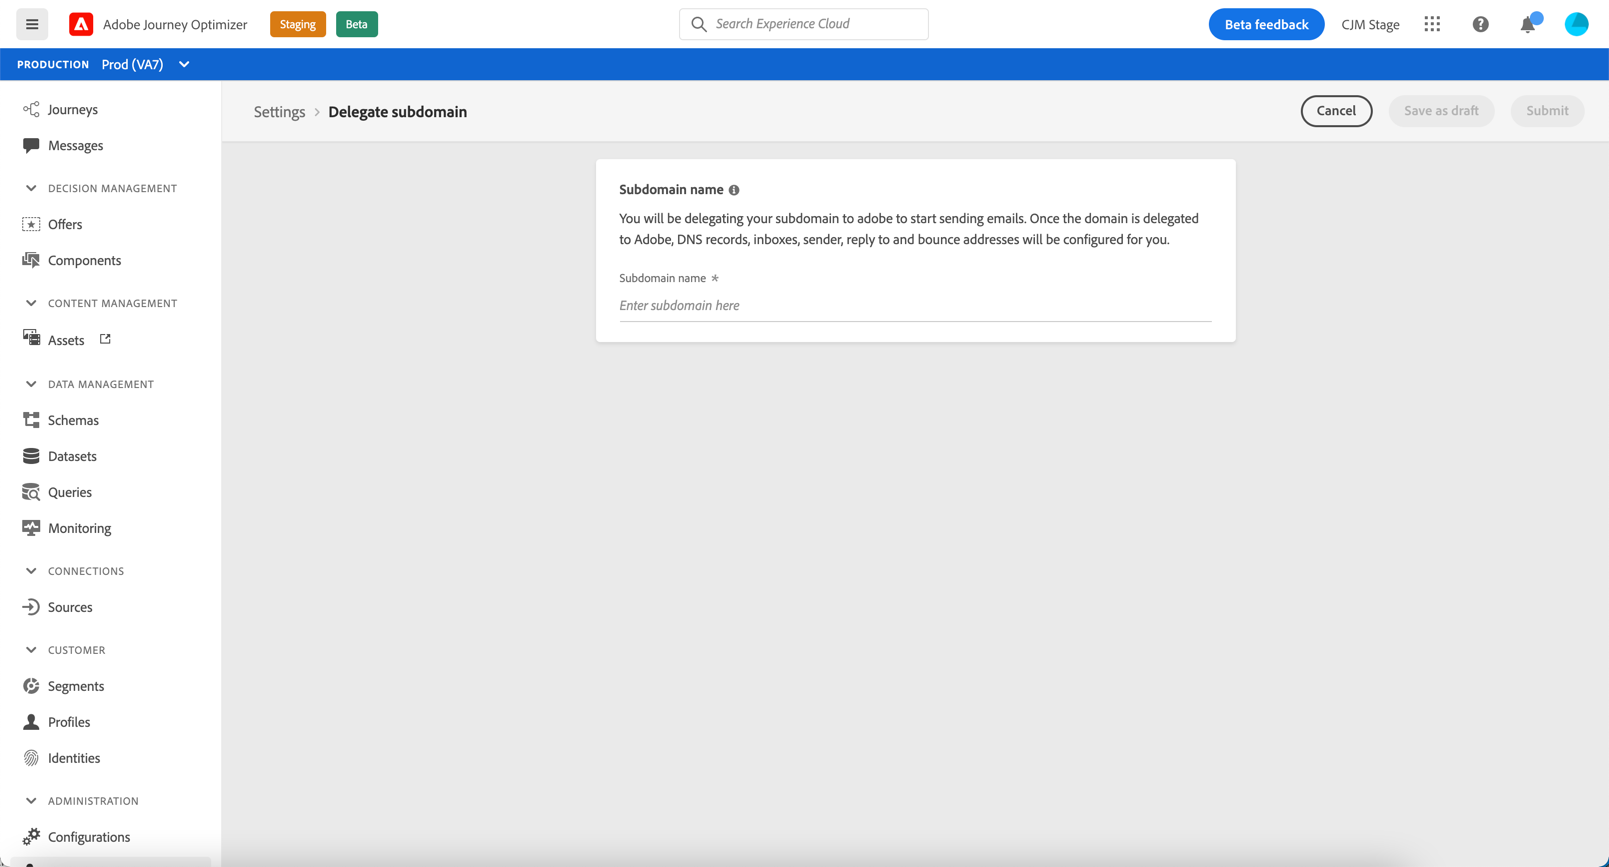 Adobe Journey Optimizer
Staging
Beta
Search Experience Cloud
Beta feedback
CJM Stage
PRODUCTION Prod (VA7)
Journeys
Messages
DECISION MANAGEMENT
Offers
Components
CONTENT MANAGEMENT
Assets
DATA MANAGEMENT
Schemas
Datasets
Queries
Monitoring
CONNECTIONS
Sources
CUSTOMER
Segments
Profiles
Identities
ADMINISTRATION
Configurations
Settings > Delegate subdomain
Cancel
Save as draft
Submit
Subdomain name
You will be delegating your subdomain to adobe to start sending emails. Once the domain is delegated
to Adobe, DNS records, inboxes, sender, reply to and bounce addresses will be configured for you.
Subdomain name *
Enter subdomain here